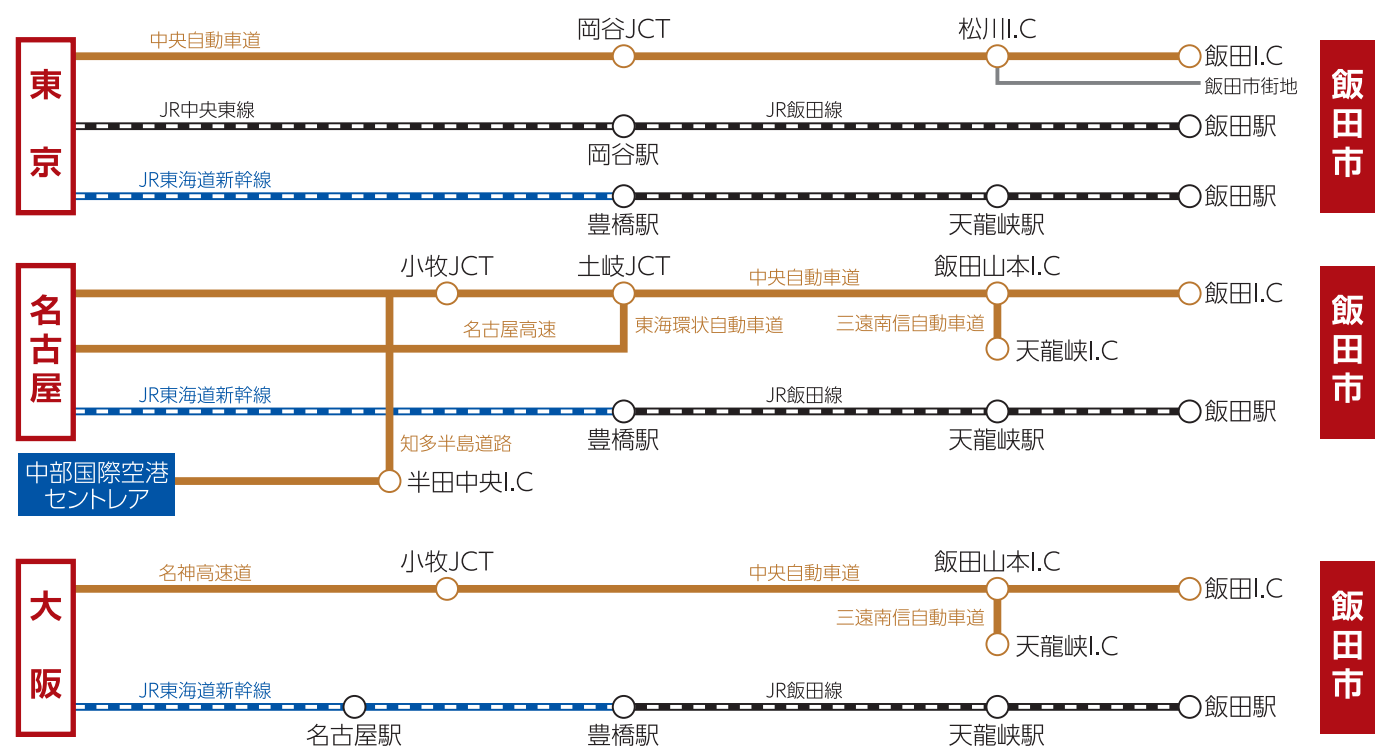 東京
中央自動車道
岡谷JCT
松川I.C
飯田I.C
飯田市街地
JR中央東線
岡谷駅
JR飯田線
飯田駅
JR東海道新幹線
豊橋駅
天龍峡駅
飯田駅
飯田市
名古屋
小牧JCT
土岐JCT
中央自動車道
飯田山本I.C
飯田I.C
名古屋高速
東海環状自動車道
三遠南信自動車道
天龍峡I.C
JR東海道新幹線
豊橋駅
JR飯田線
天龍峡駅
飯田駅
知多半島道路
半田中央I.C
中部国際空港
セントレア
飯田市
大阪
名神高速道
小牧JCT
中央自動車道
飯田山本I.C
飯田I.C
三遠南信自動車道
天龍峡I.C
JR東海道新幹線
名古屋駅
豊橋駅
JR飯田線
天龍峡駅
飯田駅
飯田市